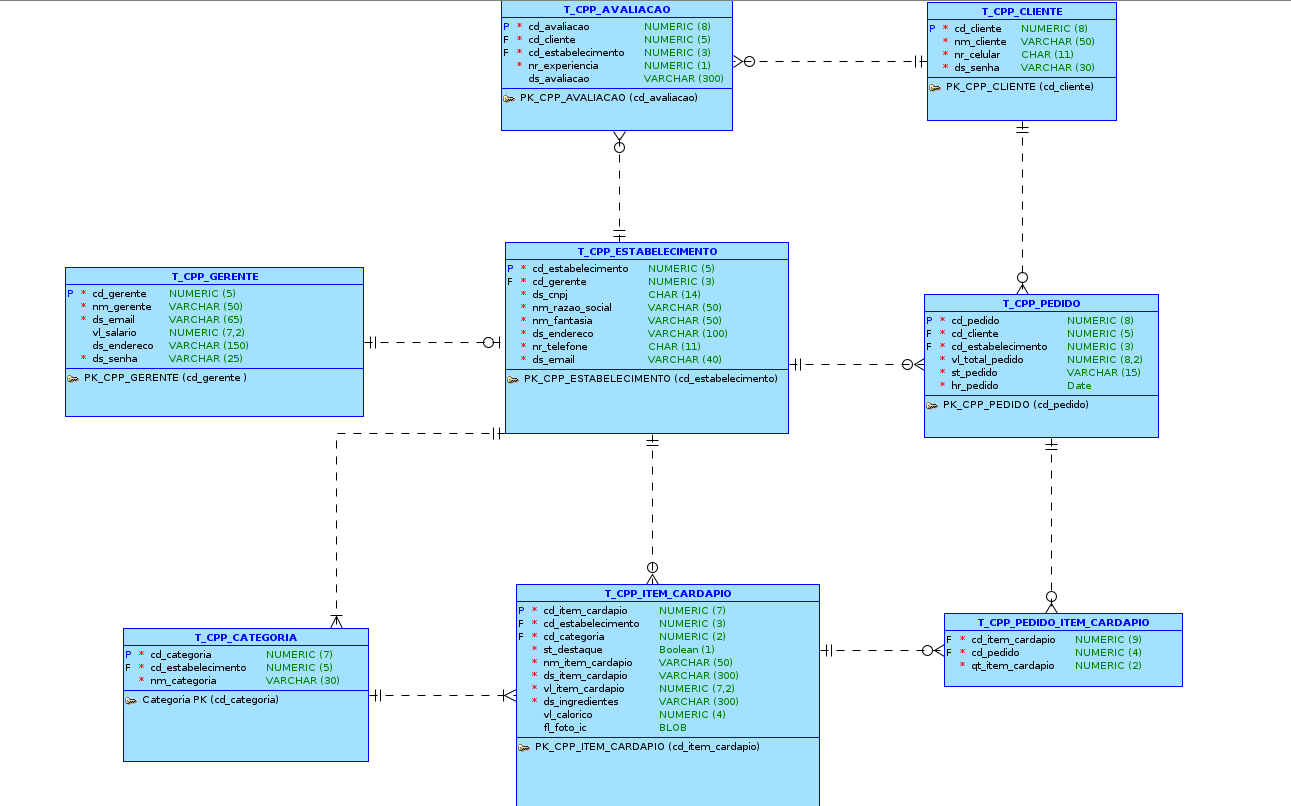 T_CPP_AVALIACAO
P * cd_avaliacao NUMERIC (8)
F * cd_cliente NUMERIC (5)
F * cd_estabelecimento NUMERIC (3)
* nr_experiencia NUMERIC (1)
ds_avaliacao VARCHAR (300)
PK_CPP_AVALIACAO (cd_avaliacao)
T_CPP_CLIENTE
P * cd_cliente NUMERIC (8)
* nm_cliente VARCHAR (50)
* nr_celular CHAR (11)
* ds_senha VARCHAR (30)
PK_CPP_CLIENTE (cd_cliente)
T_CPP_GERENTE
P * cd_gerente NUMERIC (5)
* nm_gerente VARCHAR (50)
* ds_email VARCHAR (65)
vl_salario NUMERIC (7,2)
ds_endereco VARCHAR (150)
* ds_senha VARCHAR (25)
PK_CPP_GERENTE (cd_gerente )
T_CPP_ESTABELECIMENTO
P * cd_estabelecimento NUMERIC (5)
F * cd_gerente NUMERIC (3)
* ds_cnpj CHAR (14)
* nm_razao_social VARCHAR (50)
* nm_fantasia VARCHAR (50)
* ds_endereco VARCHAR (100)
* nr_telefone CHAR (11)
* ds_email VARCHAR (40)
PK_CPP_ESTABELECIMENTO (cd_estabelecimento)
T_CPP_PEDIDO
P * cd_pedido NUMERIC (8)
F * cd_cliente NUMERIC (5)
F * cd_estabelecimento NUMERIC (3)
* vl_total_pedido NUMERIC (8,2)
* st_pedido VARCHAR (15)
* hr_pedido Date
PK_CPP_PEDIDO (cd_pedido)
T_CPP_CATEGORIA
P * cd_categoria NUMERIC (7)
F * cd_estabelecimento NUMERIC (5)
* nm_categoria VARCHAR (30)
Categoria PK (cd_categoria)
T_CPP_ITEM_CARDAPIO
P * cd_item_cardapio NUMERIC (7)
F * cd_estabelecimento NUMERIC (3)
F * cd_categoria NUMERIC (2)
* st_destaque Boolean (1)
* nm_item_cardapio VARCHAR (50)
* ds_item_cardapio VARCHAR (300)
* vl_item_cardapio NUMERIC (7,2)
* ds_ingredientes VARCHAR (300)
vl_calorico NUMERIC (4)
fl_foto_ic BLOB
PK_CPP_ITEM_CARDAPIO (cd_item_cardapio)
T_CPP_PEDIDO_ITEM_CARDAPIO
F * cd_item_cardapio NUMERIC (9)
F * cd_pedido NUMERIC (4)
* qt_item_cardapio NUMERIC (2)